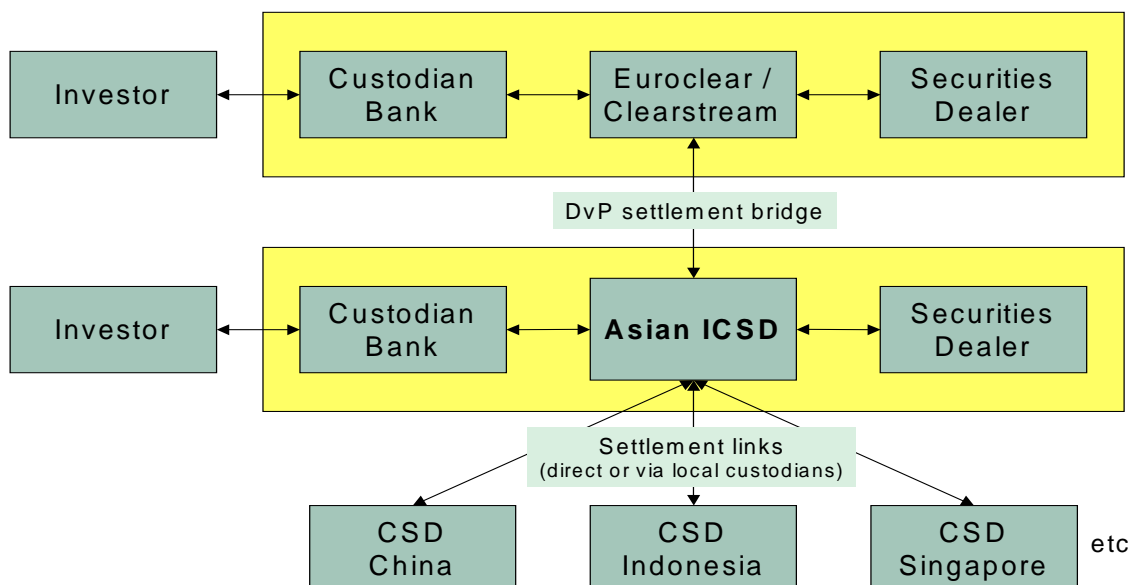 Investor
Custodian
Bank
Euroclear /
Clearstream
Securities
Dealer
DvP settlement bridge
Investor
Custodian
Bank
Asian ICSD
Securities
Dealer
Settlement links
(direct or via local custodians)
CSD
China
CSD
Indonesia
CSD
Singapore
etc